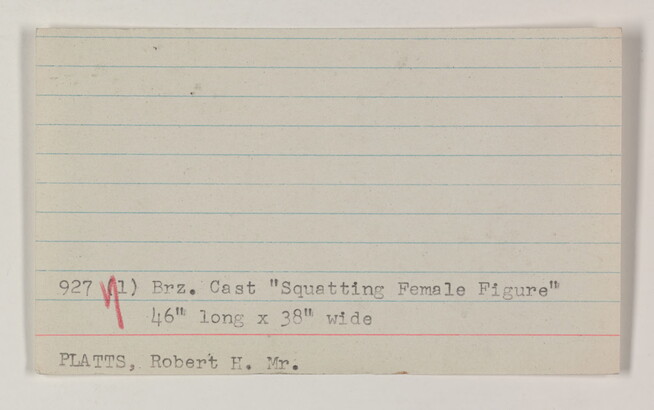 927 (1) Brz. Cast "Squatting Female Figure"
46" long x 38" wide
PLATTS, Robert H. Mr.